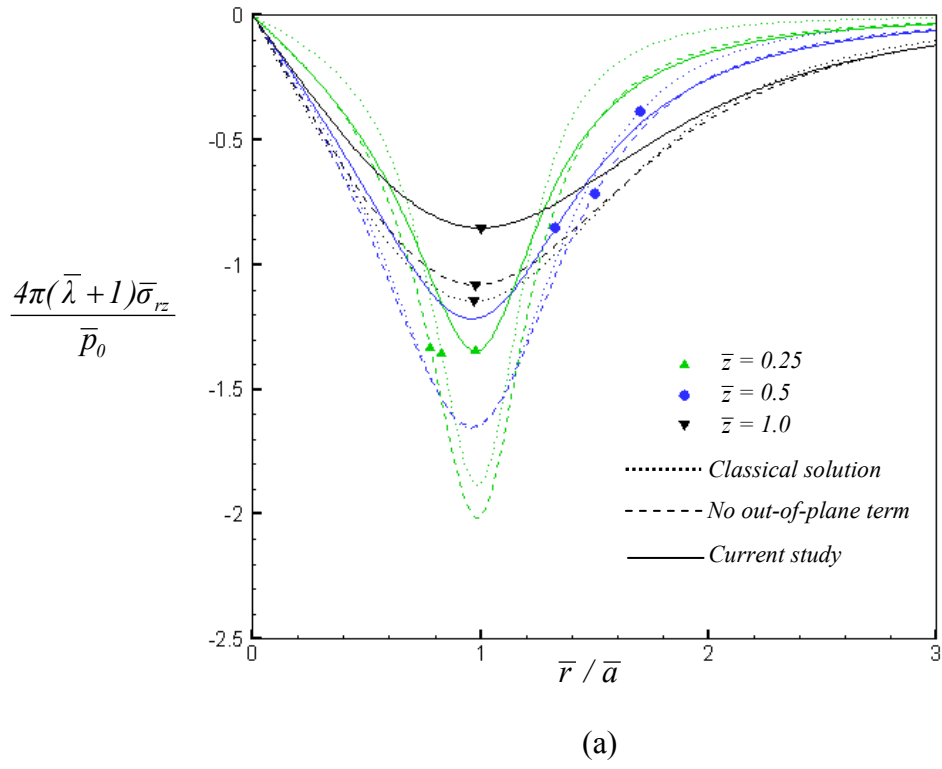 0
-0.5
-1
-1.5
-2
-2.5
0
1
2
3
4π(λ̅ +1)σ̅rz
p̅0
r̅ / a̅
z̅ = 0.25
z̅ = 0.5
z̅ = 1.0
Classical solution
No out-of-plane term
Current study
(a)